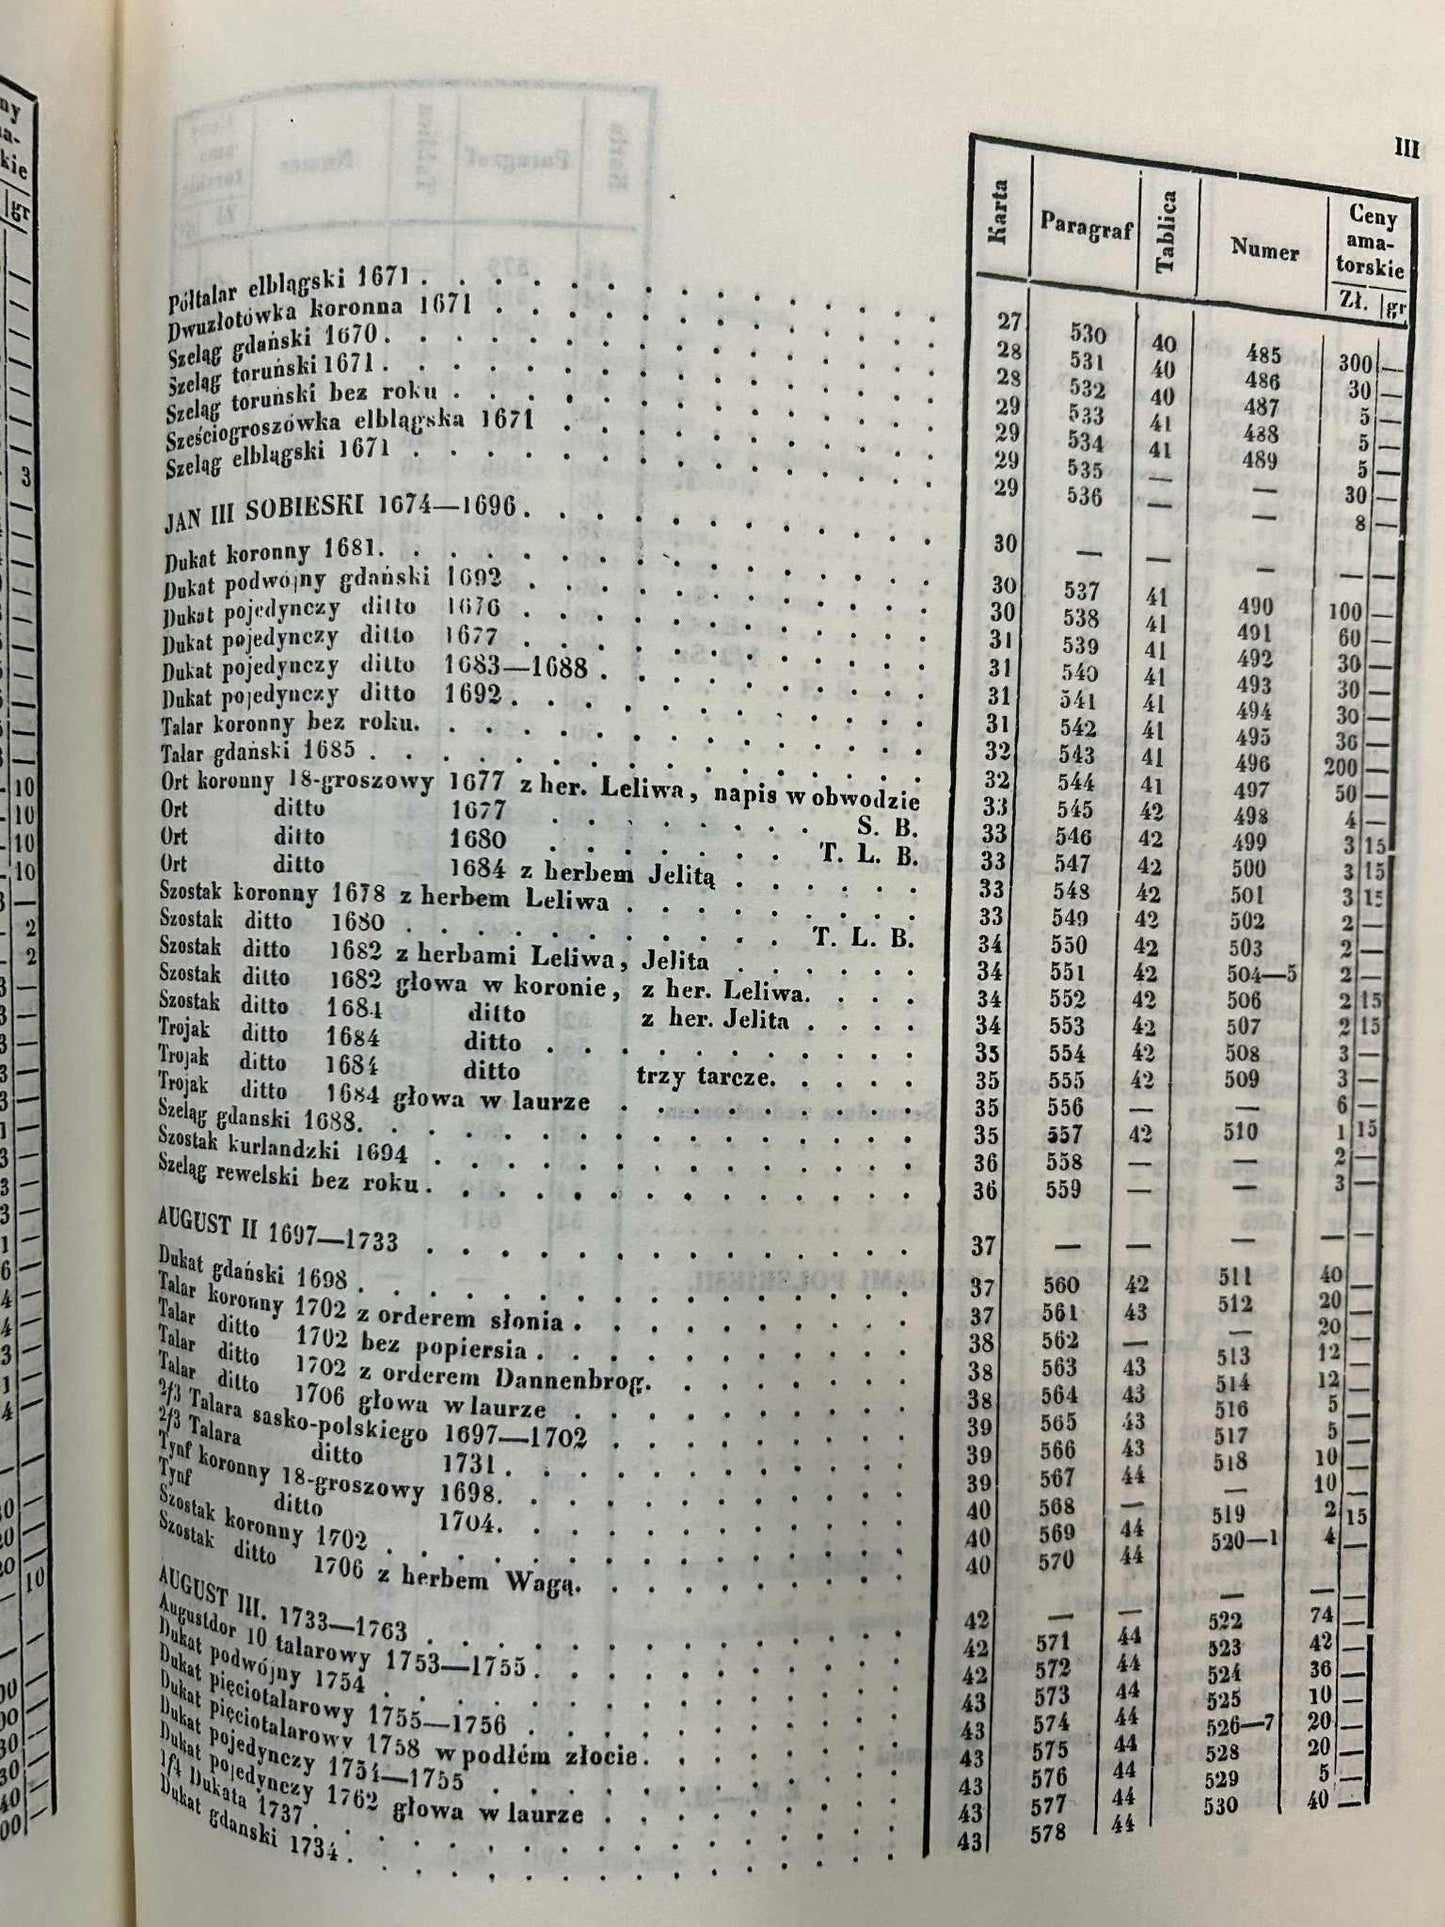 III
Karta Paragraf Tablica Numer Ceny ama-
torskie
Zł. gr
Półtalar elblągski 1671 . . . 27 530 40 485 300 —
Dwuzłotówka koronna 1671 . . . 28 531 40 486 30 —
Szeląg gdański 1670 . . . 28 532 40 487 5 —
Szeląg toruński 1671 . . . 29 533 41 488 5 —
Szeląg toruński bez roku . . . 29 534 41 489 5 —
Sześciogroszówka elblągska 1671 . . . 29 535 — — 30 —
Szeląg elblągski 1671 . . . 29 536 — — 8 —
JAN III SOBIESKI 1674—1696 . . . 30 — — — — —
Dukat koronny 1681 . . . 30 537 41 490 100 —
Dukat podwójny gdański 1692 . . . 30 538 41 491 60 —
Dukat pojedynczy ditto 1676 . . . 31 539 41 492 30 —
Dukat pojedynczy ditto 1677 . . . 31 540 41 493 30 —
Dukat pojedynczy ditto 1683—1688 . . . 31 541 41 494 30 —
Dukat pojedynczy ditto 1692 . . . 31 542 41 495 36 —
Talar koronny bez roku . . . 32 543 41 496 200 —
Talar gdański 1685 . . . 32 544 41 497 50 —
Ort koronny 18-groszowy 1677 z her. Leliwa, napis w obwodzie 33 545 42 498 4 —
Ort ditto 1677 . . . S. B. 33 546 42 499 3 15
Ort ditto 1680 . . . T. L. B. 33 547 42 500 3 15
Ort ditto 1684 z herbem Jelitą . . . 33 548 42 501 3 15
Szostak koronny 1678 z herbem Leliwa . . . 33 549 42 502 2 —
Szostak ditto 1680 . . . T. L. B. 34 550 42 503 2 —
Szostak ditto 1682 z herbami Leliwa, Jelita . . . 34 551 42 504—5 2 —
Szostak ditto 1682 głowa w koronie, z her. Leliwa . . . 34 552 42 506 2 15
Szostak ditto 1684 ditto z her. Jelita . . . 34 553 42 507 2 15
Trojak ditto 1684 ditto . . . 35 554 42 508 3 —
Trojak ditto 1684 ditto trzy tarcze . . . 35 555 42 509 3 —
Trojak ditto 1684 głowa w laurze . . . 35 556 — — 6 —
Szeląg gdanski 1688 . . . 35 557 42 510 1 15
Szostak kurlandzki 1694 . . . 36 558 — — 2 —
Szeląg rewelski bez roku . . . 36 559 — — 3 —
AUGUST II 1697—1733 . . . 37 — — — — —
Dukat gdański 1698 . . . 37 560 42 511 40 —
Talar koronny 1702 z orderem słonia . . . 37 561 43 512 20 —
Talar ditto 1702 bez popiersia . . . 38 562 — — 20 —
Talar ditto 1702 z orderem Dannenbrog . . . 38 563 43 513 12 —
Talar ditto 1706 głowa w laurze . . . 38 564 43 514 12 —
2/3 Talara sasko-polskiego 1697—1702 . . . 39 565 43 516 5 —
2/3 Talara ditto 1731 . . . 39 566 43 517 5 —
Tynf koronny 18-groszowy 1698 . . . 39 567 44 518 10 —
Tynf ditto 1704 . . . 40 568 — — 10 —
Szostak koronny 1702 . . . 40 569 44 519 2 15
Szostak ditto 1706 z herbem Wagą . . . 40 570 44 520—1 4 —
AUGUST III. 1733—1763 . . . 42 — — — — —
Augustdor 10 talarowy 1753—1755 . . . 42 571 44 522 74 —
Dukat podwójny 1754 . . . 42 572 44 523 42 —
Dukat pięciotalarowy 1755—1756 . . . 43 573 44 524 36 —
Dukat pięciotalarowy 1758 w podłém złocie . . . 43 574 44 525 10 —
Dukat pojedynczy 1754—1755 . . . 43 575 44 526—7 20 —
Dukat pojedynczy 1762 głowa w laurze . . . 43 576 44 528 20 —
1/4 Dukata 1737 . . . 43 577 44 529 5 —
Dukat gdanski 1734 . . . 43 578 44 530 40 —